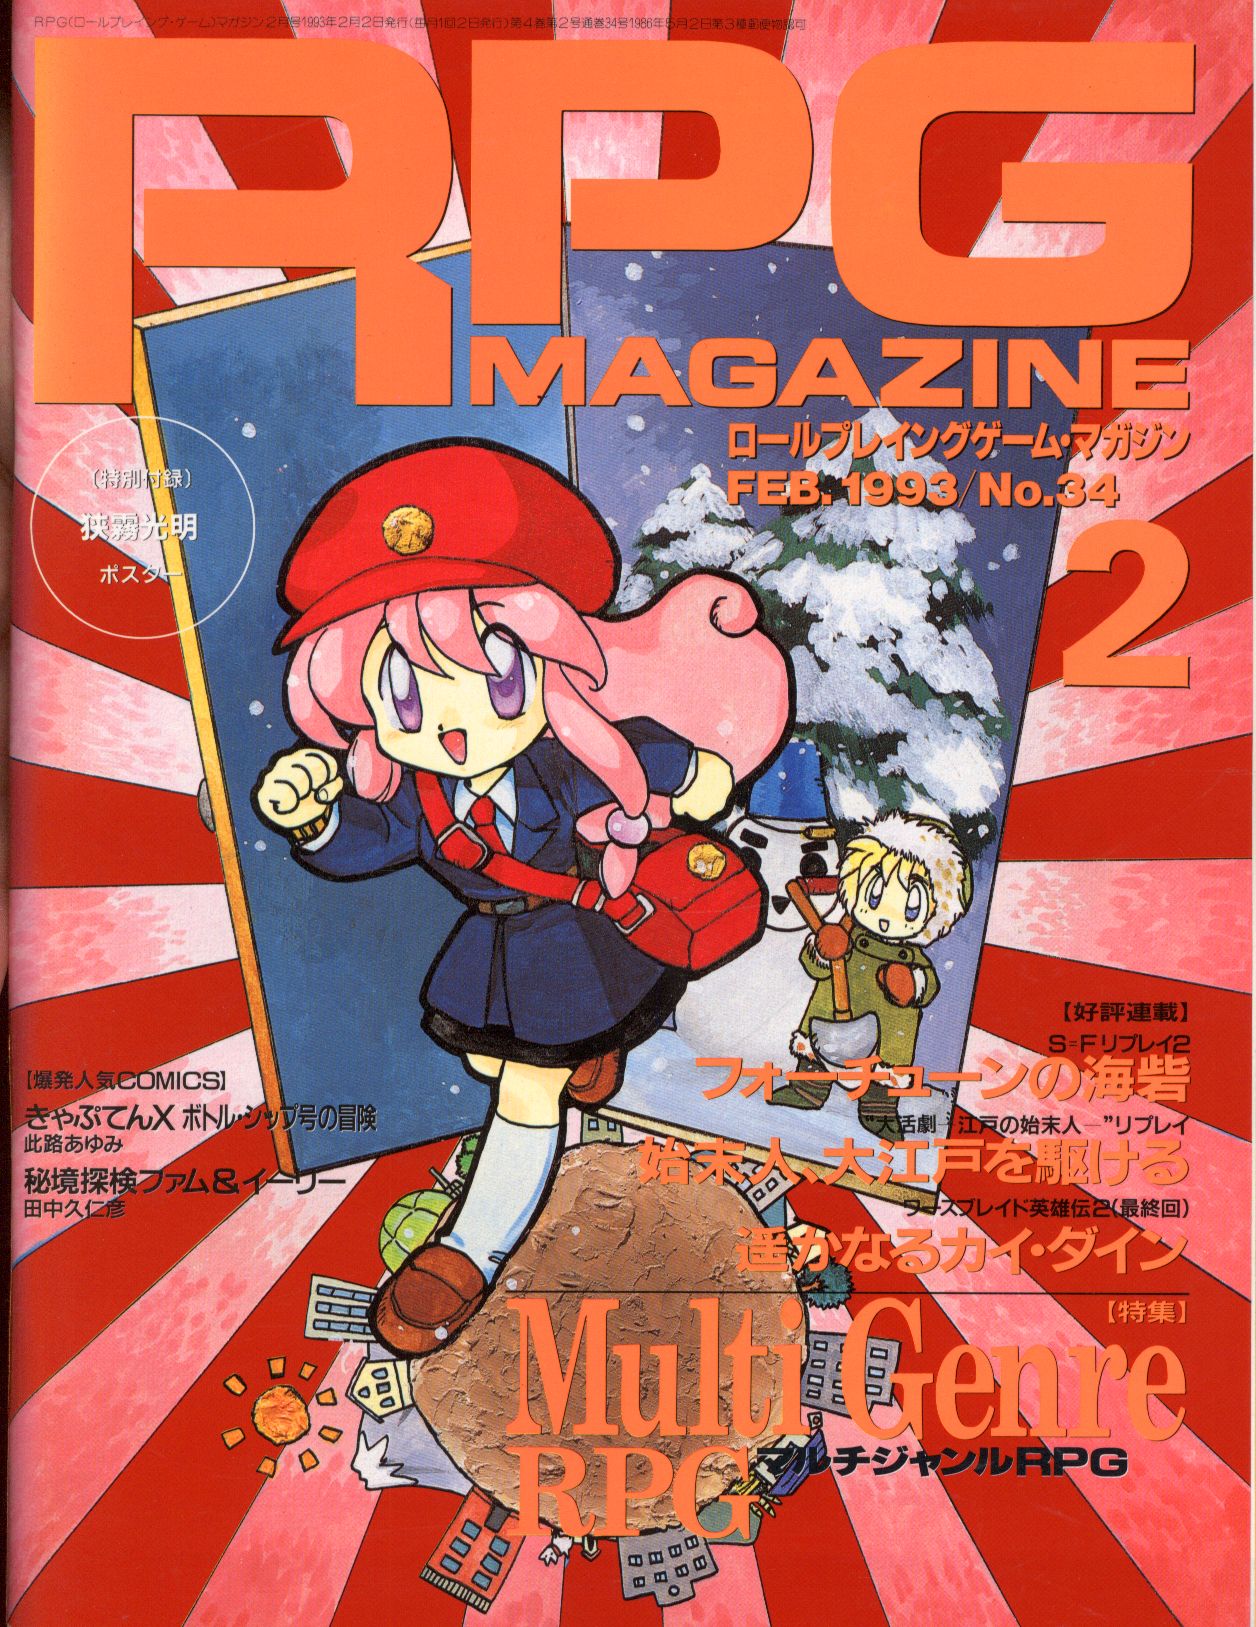 RPG(ロールプレイング・ゲーム)マガジン2月号1993年2月2日発行(毎月1回2日発行)第4巻第2号通巻34号1986年5月2日第3種郵便物認可
RPG
MAGAZINE
ロールプレイングゲーム・マガジン
FEB. 1993/No.34
2
〔特別付録〕
狭霧光明
ポスター
【爆発人気COMICS】
きゃぷてんX ボトル・シップ号の冒険
此路あゆみ
秘境探検ファム&イーリー
田中久仁彦
【好評連載】
S=Fリプレイ2
フォーチューンの海砦
"大活劇―江戸の始末人―"リプレイ
始末人、大江戸を駆ける
ワースブレイド英雄伝2(最終回)
遥かなるカイ・ダイン
【特集】
Multi Genre
RPG
マルチジャンルRPG